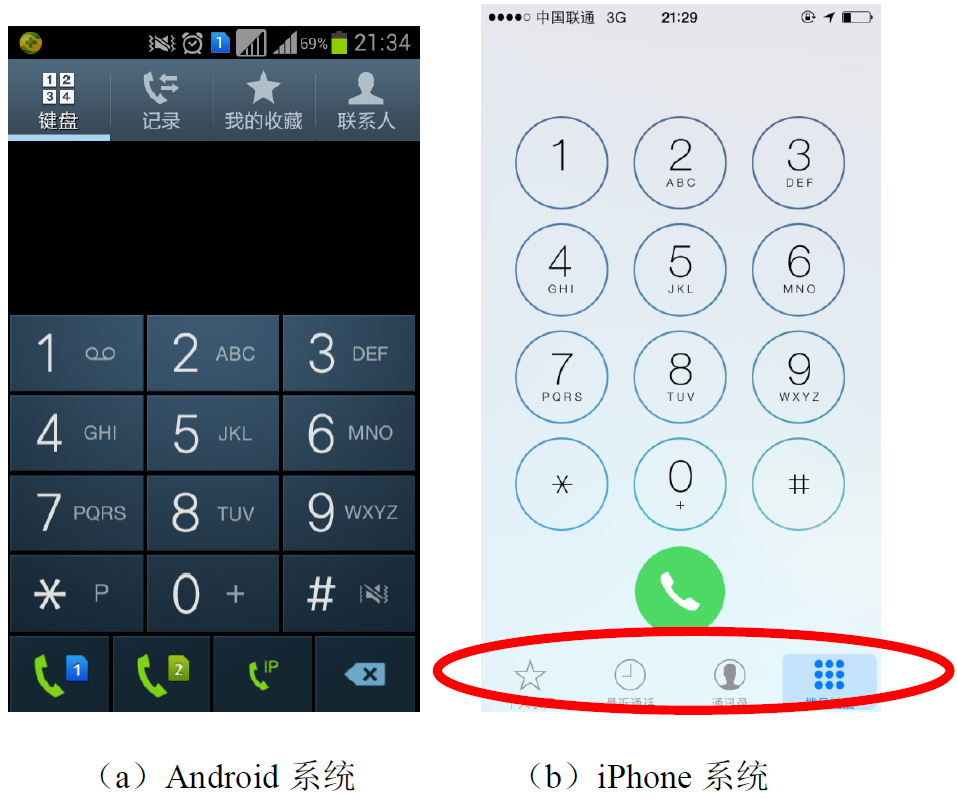 1 69% 21:34
键盘 记录 我的收藏 联系人
1
2 ABC
3 DEF
4 GHI
5 JKL
6 MNO
7 PQRS
8 TUV
9 WXYZ
* P
0 +
#
1
2
IP
(a)Android 系统
中国联通 3G 21:29
1
2
ABC
3
DEF
4
GHI
5
JKL
6
MNO
7
PQRS
8
TUV
9
WXYZ
*
0
+
#
最近通话 通讯录
(b)iPhone 系统